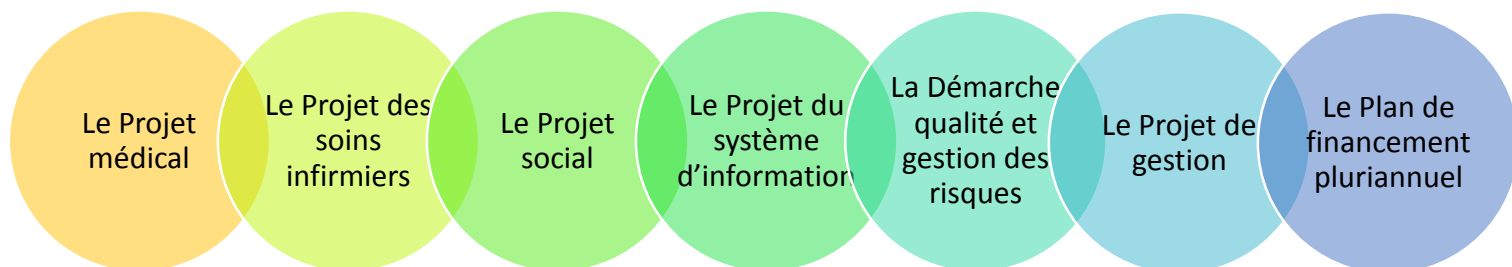 Le Projet
médical
Le Projet des
soins
infirmiers
Le Projet
social
Le Projet du
système
d’information
La Démarche
qualité et
gestion des
risques
Le Projet de
gestion
Le Plan de
financement
pluriannuel